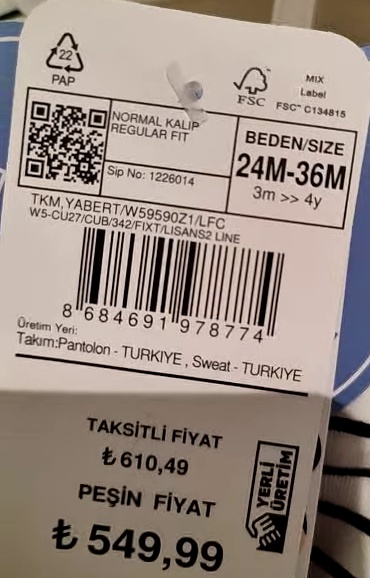 22
PAP
FSC
MIX
Label
FSC™ C134815
NORMAL KALIP
REGULAR FIT
Sip No: 1226014
BEDEN/SIZE
24M-36M
3m >> 4y
TKM,YABERT/W59590Z1/LFC
W5-CU27/CUB/342/FIXT/LISANS2 LINE
8 684691 978774
Üretim Yeri:
Takım:Pantolon - TURKIYE , Sweat - TURKIYE
TAKSİTLİ FİYAT
₺ 610,49
PEŞİN FİYAT
₺ 549,99
YERLİ
ÜRETİM